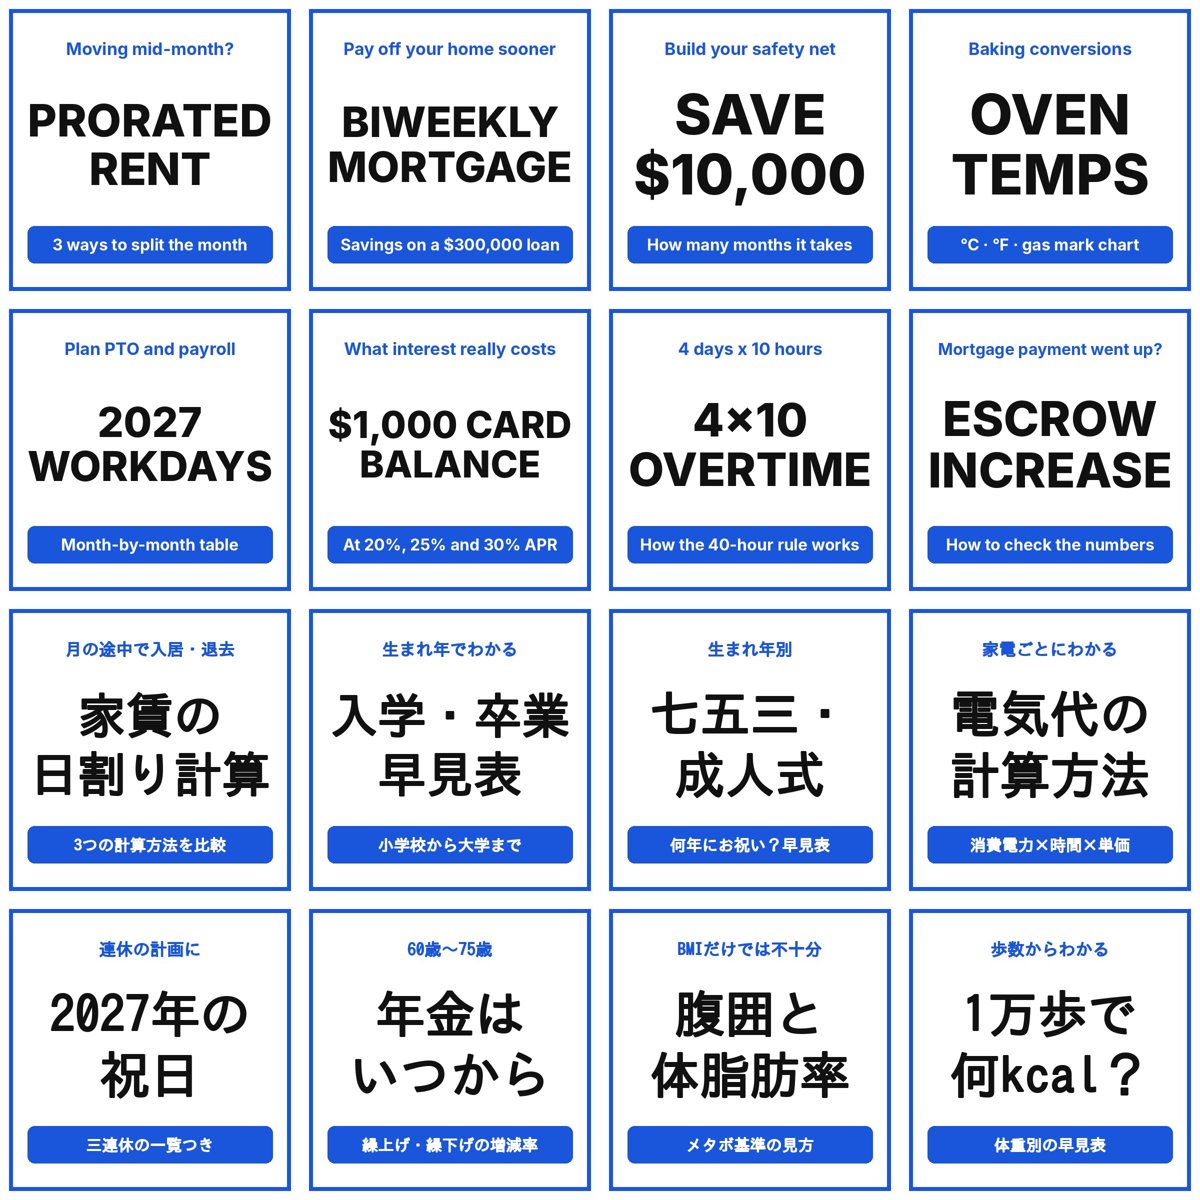 Moving mid-month?
PRORATED
RENT
3 ways to split the month
Pay off your home sooner
BIWEEKLY
MORTGAGE
Savings on a $300,000 loan
Build your safety net
SAVE
$10,000
How many months it takes
Baking conversions
OVEN
TEMPS
°C · °F · gas mark chart
Plan PTO and payroll
2027
WORKDAYS
Month-by-month table
What interest really costs
$1,000 CARD
BALANCE
At 20%, 25% and 30% APR
4 days x 10 hours
4×10
OVERTIME
How the 40-hour rule works
Mortgage payment went up?
ESCROW
INCREASE
How to check the numbers
月の途中で入居・退去
家賃の
日割り計算
3つの計算方法を比較
生まれ年でわかる
入学・卒業
早見表
小学校から大学まで
生まれ年別
七五三・
成人式
何年にお祝い？早見表
家電ごとにわかる
電気代の
計算方法
消費電力×時間×単価
連休の計画に
2027年の
祝日
三連休の一覧つき
60歳〜75歳
年金は
いつから
繰上げ・繰下げの増減率
BMIだけでは不十分
腹囲と
体脂肪率
メタボ基準の見方
歩数からわかる
1万歩で
何kcal？
体重別の早見表